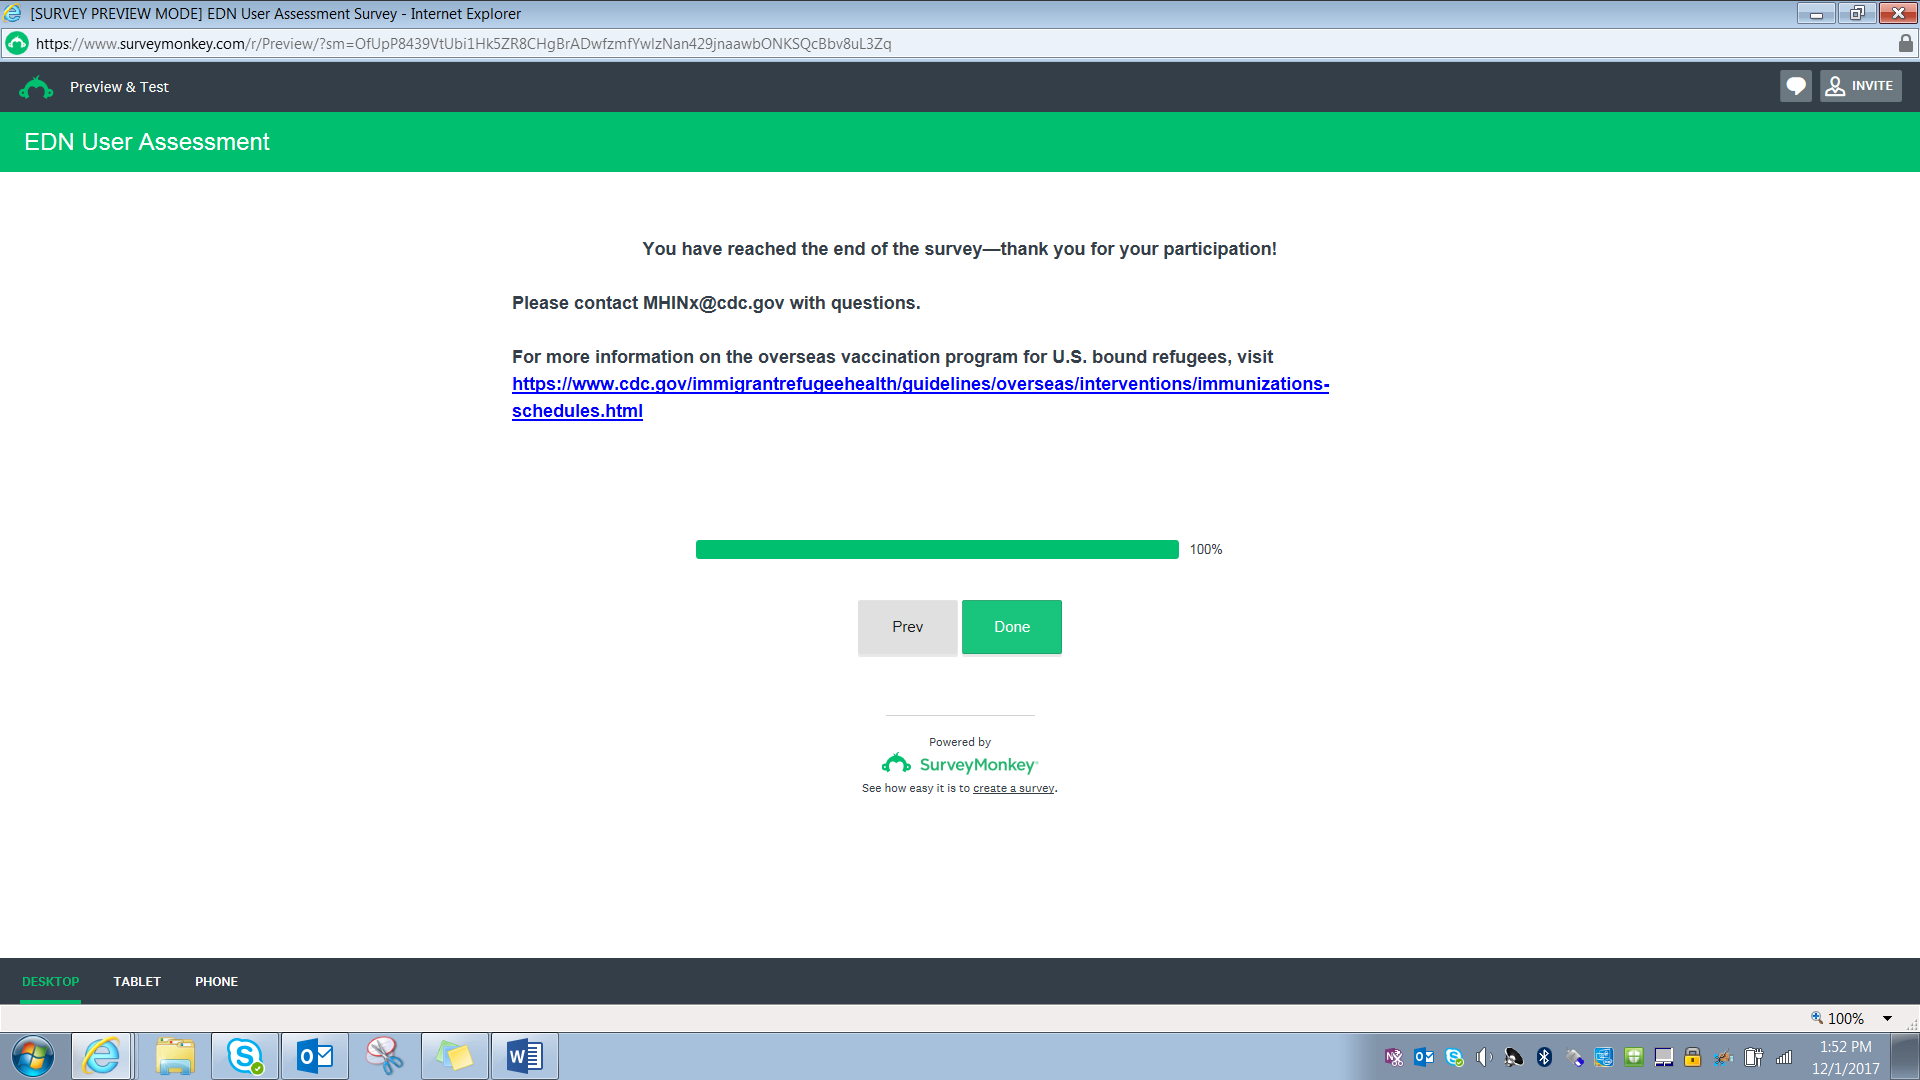 [SURVEY PREVIEW MODE] EDN User Assessment Survey - Internet Explorer
https://www.surveymonkey.com/r/Preview/?sm=OfUpP8439VtUbi1Hk5ZR8CHgBrADwfzmfYwlzNan429jnaawbONKSQcBbv8uL3Zq
Preview & Test
INVITE
EDN User Assessment
You have reached the end of the survey—thank you for your participation!
Please contact MHINx@cdc.gov with questions.
For more information on the overseas vaccination program for U.S. bound refugees, visit
https://www.cdc.gov/immigrantrefugeehealth/guidelines/overseas/interventions/immunizations-
schedules.html
100%
Prev Done
Powered by
SurveyMonkey
See how easy it is to create a survey.
DESKTOP TABLET PHONE
100%
1:52 PM
12/1/2017